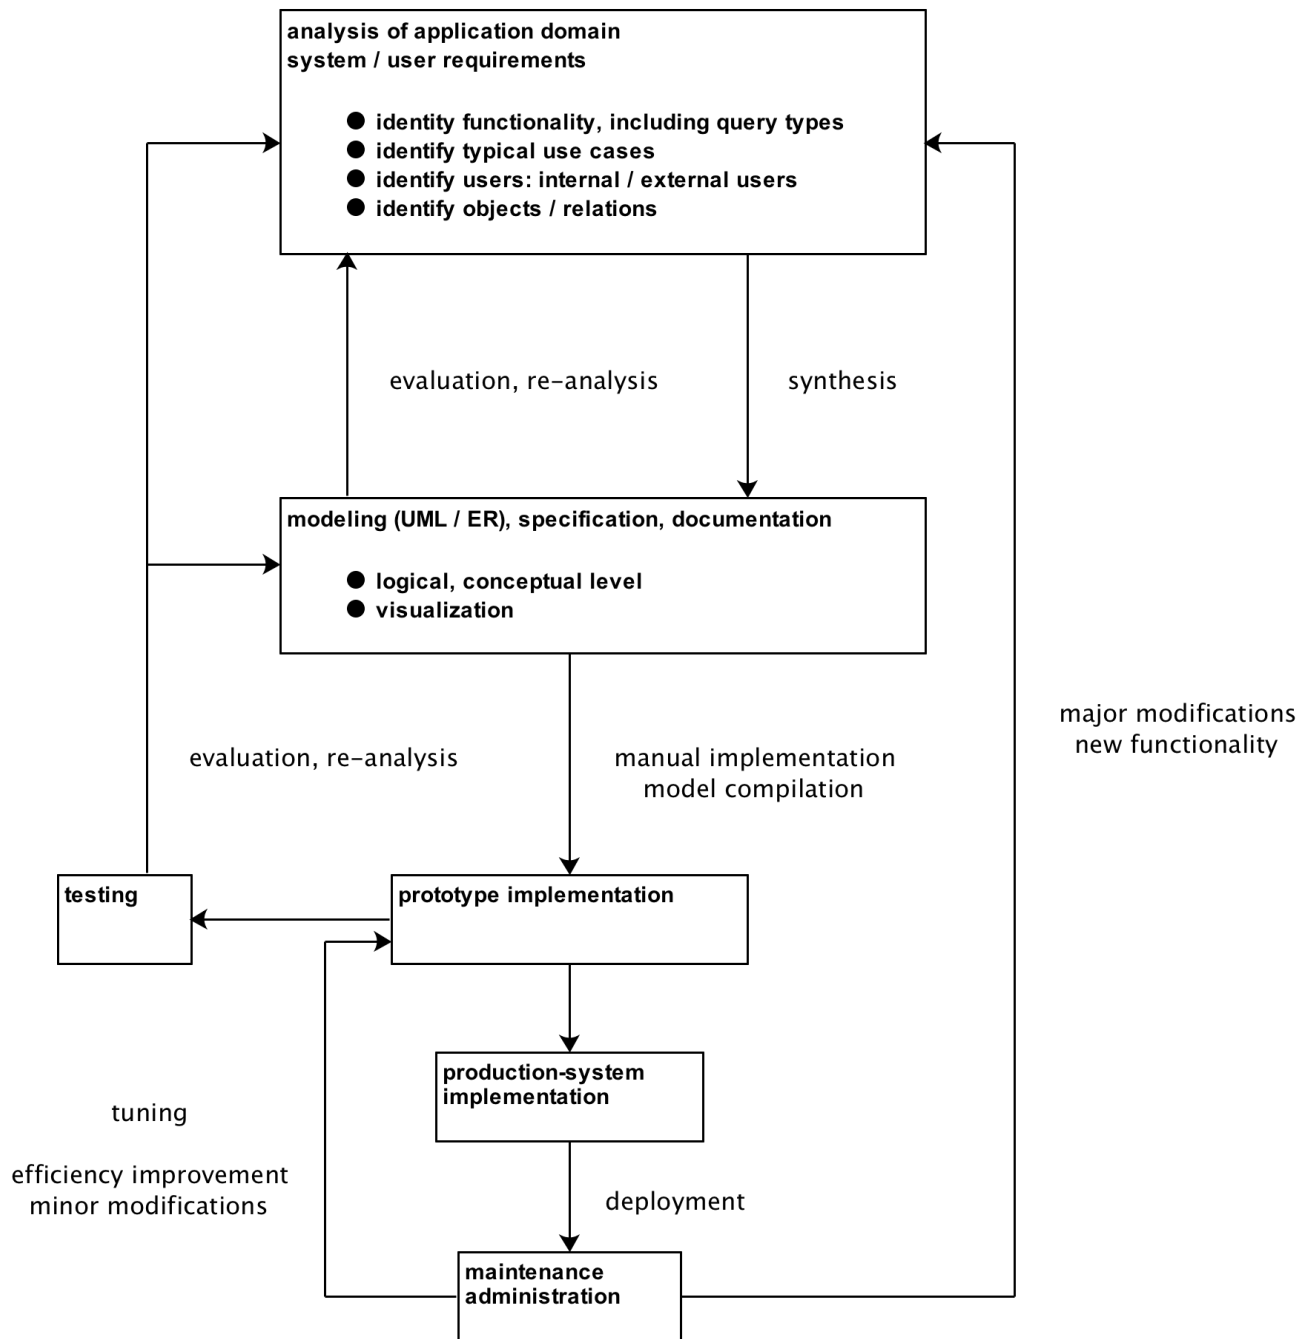 analysis of application domain
system / user requirements
● identity functionality, including query types
● identify typical use cases
● identify users: internal / external users
● identify objects / relations
evaluation, re-analysis
synthesis
modeling (UML / ER), specification, documentation
● logical, conceptual level
● visualization
major modifications
new functionality
evaluation, re-analysis
manual implementation
model compilation
testing
prototype implementation
production-system
implementation
tuning
efficiency improvement
minor modifications
deployment
maintenance
administration